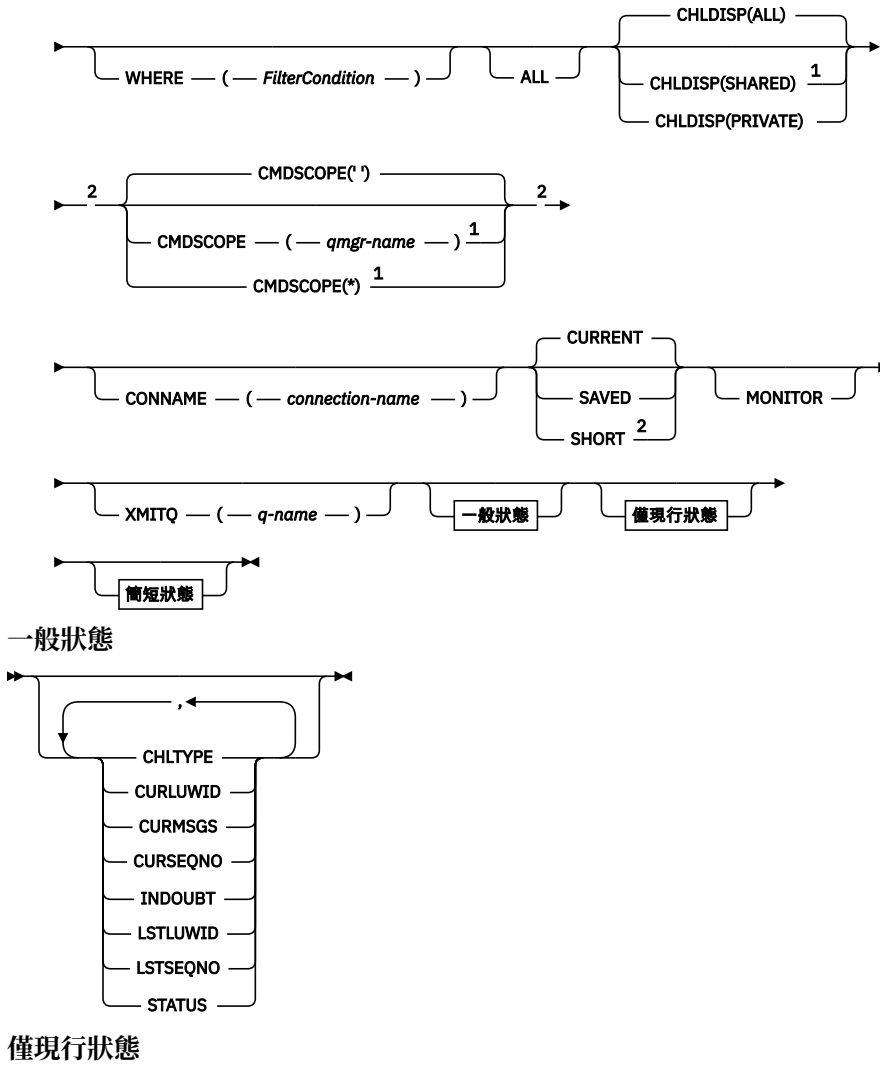 CHLDISP(ALL)
WHERE ( FilterCondition ) ALL CHLDISP(SHARED) 1
CHLDISP(PRIVATE)
CMDSCOPE(' ')
2 2
CMDSCOPE ( qmgr-name ) 1
CMDSCOPE(*) 1
CURRENT
CONNAME ( connection-name ) SAVED MONITOR
SHORT 2
XMITQ ( q-name ) 一般狀態 僅現行狀態
簡短狀態
一般狀態
,
CHLTYPE
CURLUWID
CURMSGS
CURSEQNO
INDOUBT
LSTLUWID
LSTSEQNO
STATUS
僅現行狀態